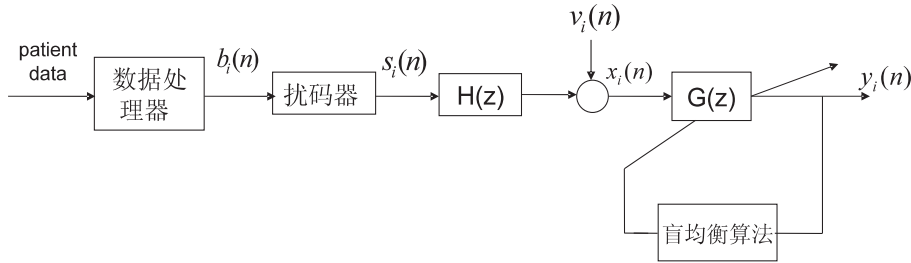 patient
data
数据处
理器
b_i(n)
扰码器
s_i(n)
H(z)
v_i(n)
x_i(n)
G(z)
y_i(n)
盲均衡算法